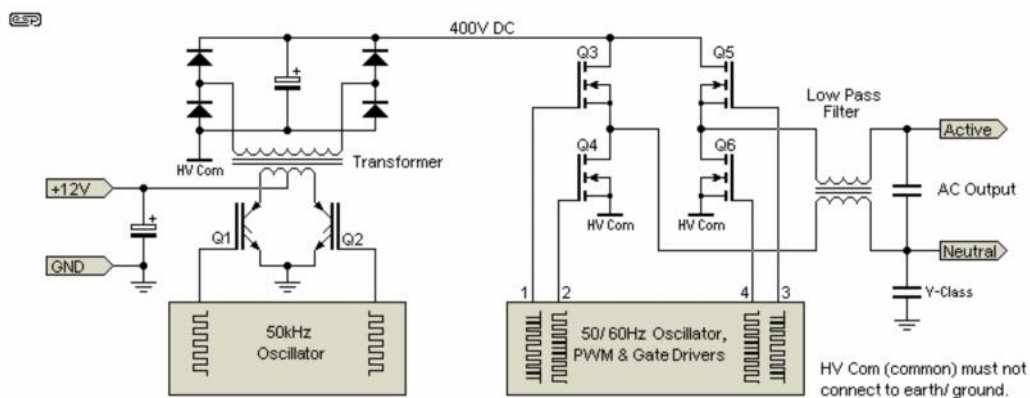 ESP
400V DC
Q3
Q5
Low Pass
Filter
+
Active
HV Com
Transformer
Q4
Q6
+12V
AC Output
+
Q1
Q2
HV Com
HV Com
Neutral
GND
1
2
4
3
Y-Class
50kHz
Oscillator
50/60Hz Oscillator,
PWM & Gate Drivers
HV Com (common) must not
connect to earth/ ground.